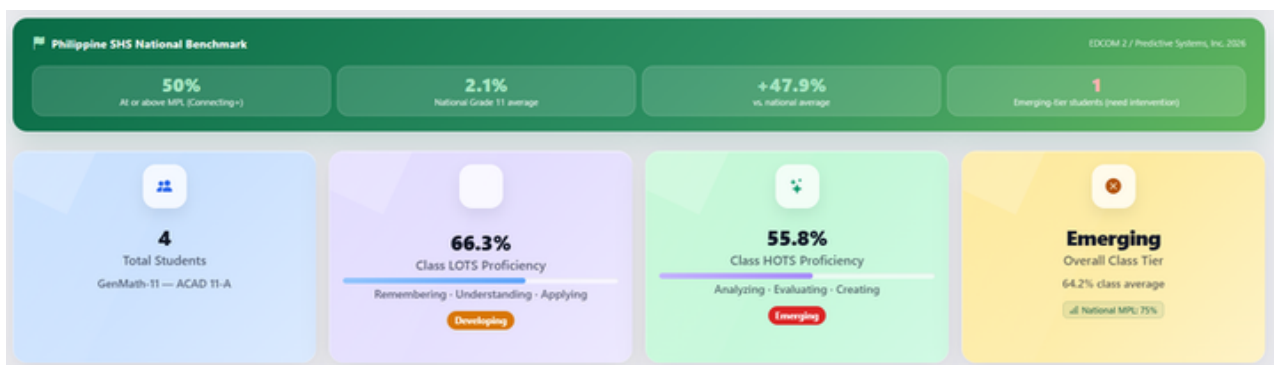 Philippine SHS National Benchmark
EDCOM 2 / Predictive Systems, Inc. 2026
50%
At or above MPL (Connecting+)
2.1%
National Grade 11 average
+47.9%
vs. national average
1
Emerging-tier students (need intervention)
4
Total Students
GenMath-11 — ACAD 11-A
66.3%
Class LOTS Proficiency
Remembering · Understanding · Applying
Developing
55.8%
Class HOTS Proficiency
Analyzing · Evaluating · Creating
Emerging
Emerging
Overall Class Tier
64.2% class average
National MPL: 75%